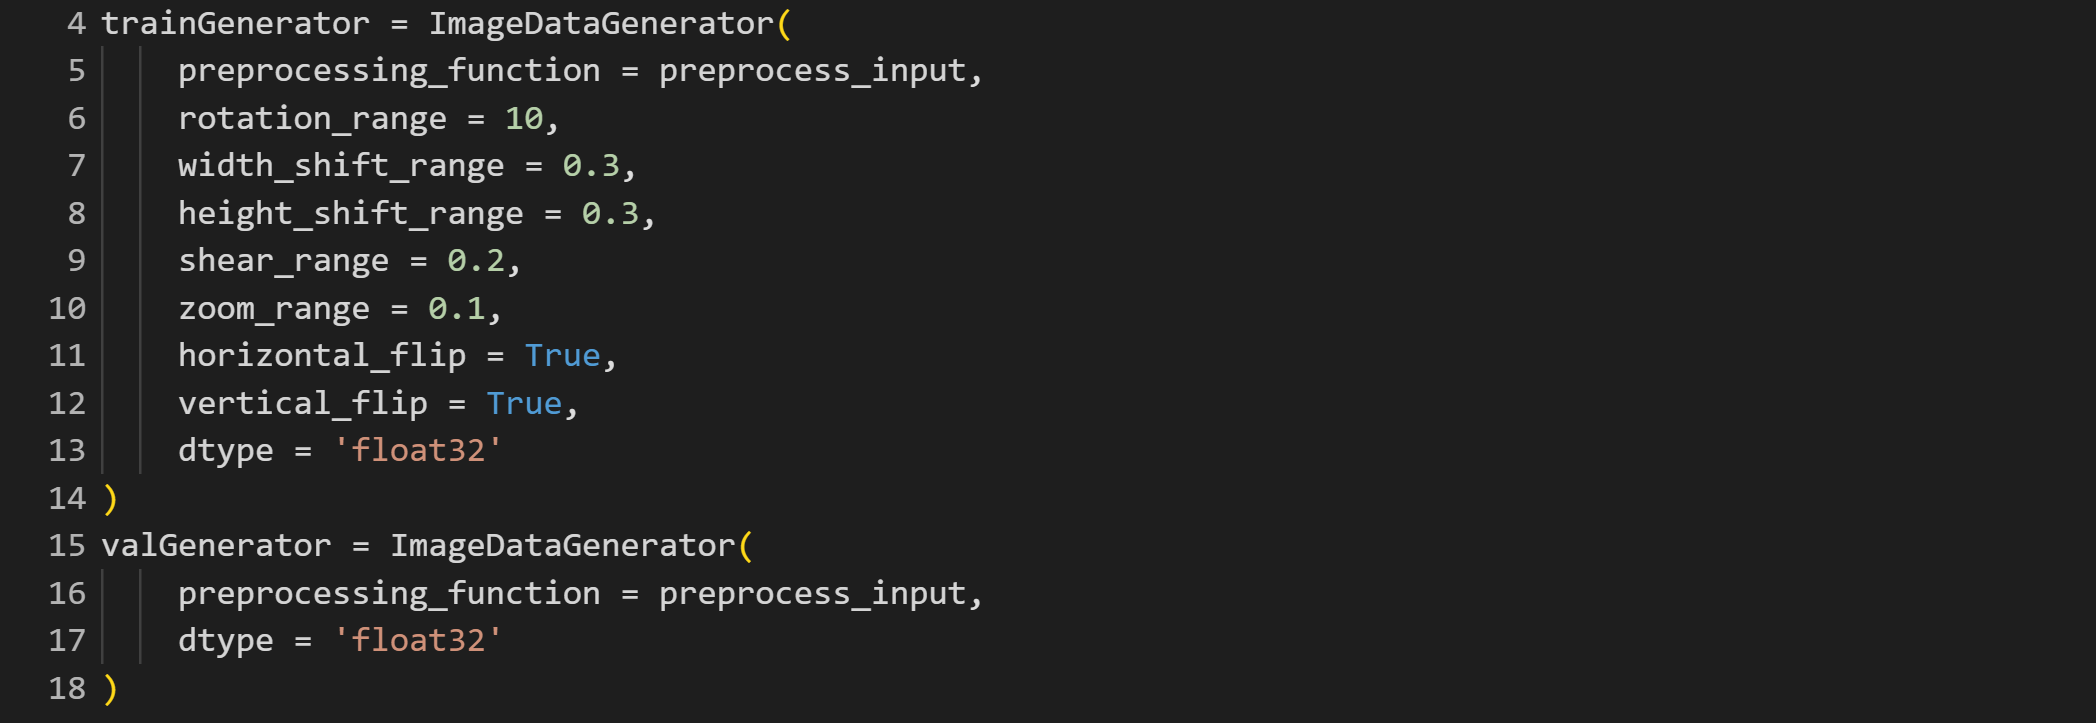 4 trainGenerator = ImageDataGenerator(
5     preprocessing_function = preprocess_input,
6     rotation_range = 10,
7     width_shift_range = 0.3,
8     height_shift_range = 0.3,
9     shear_range = 0.2,
10     zoom_range = 0.1,
11     horizontal_flip = True,
12     vertical_flip = True,
13     dtype = 'float32'
14 )
15 valGenerator = ImageDataGenerator(
16     preprocessing_function = preprocess_input,
17     dtype = 'float32'
18 )